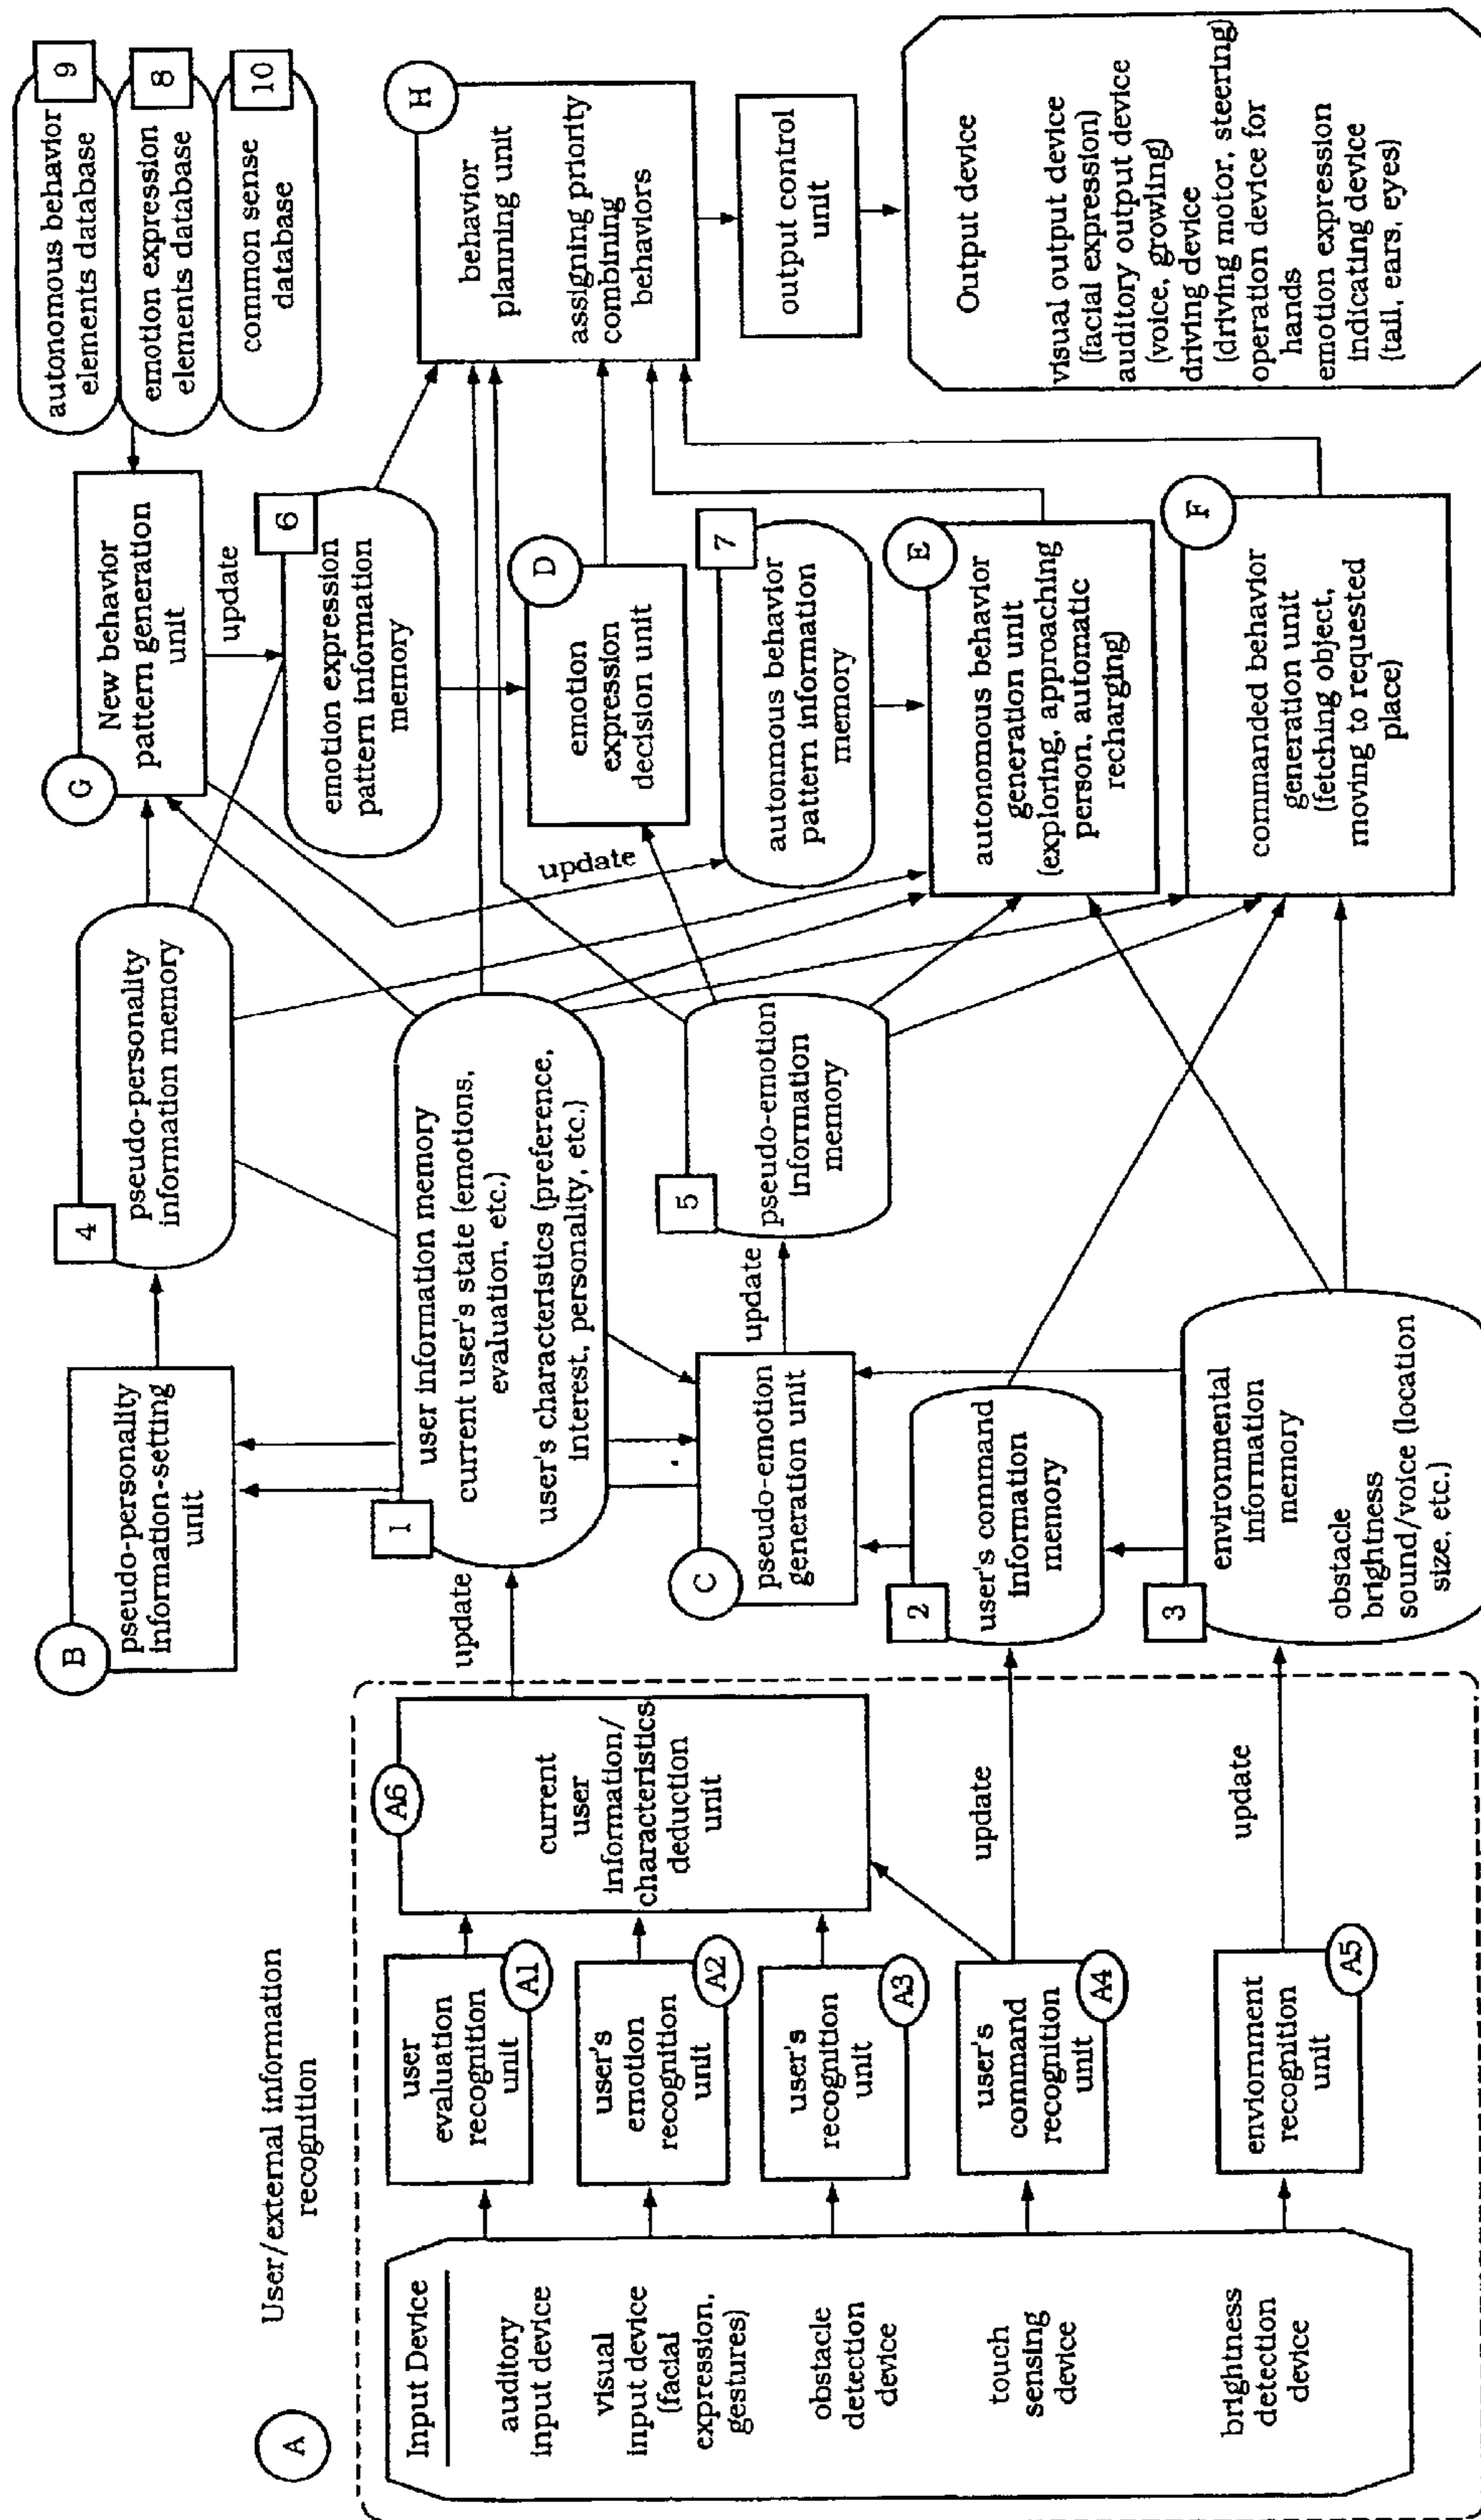 A
User/external information
recognition
Input Device
auditory
input device
visual
input device
(facial
expression,
gestures)
obstacle
detection
device
touch
sensing
device
brightness
detection
device
user
evaluation
recognition
unit
A1
user's
emotion
recognition
unit
A2
user's
recognition
unit
A3
user's
command
recognition
unit
A4
enviornment
recognition
unit
A5
A6
current
user
information/
characteristics
deduction
unit
update
update
update
B
pseudo-personality
information-setting
unit
4
pseudo-personality
information memory
1
user information memory
current user's state (emotions,
evaluation, etc.)
user's characteristics (preference,
interest, personality, etc.)
C
pseudo-emotion
generation unit
update
5
pseudo-emotion
information
memory
2
user's command
information
memory
3
environmental
information
memory
obstacle
brightness
sound/voice (location
size, etc.)
G
New behavior
pattern generation
unit
update
9
autonomous behavior
elements database
8
emotion expression
elements database
10
common sense
database
6
emotion expression
pattern information
memory
D
emotion
expression
decision unit
update
7
autonmous behavior
pattern information
memory
E
autonomous behavior
generation unit
(exploring, approaching
person, automatic
recharging)
F
commanded behavior
generation unit
(fetching object,
moving to requested
place)
H
behavior
planning unit
assigning priority
combining
behaviors
output control
unit
Output device
visual output device
(facial expression)
auditory output device
(voice, growling)
driving device
(driving motor, steering)
operation device for
hands
emotion expression
indicating device
(tail, ears, eyes)